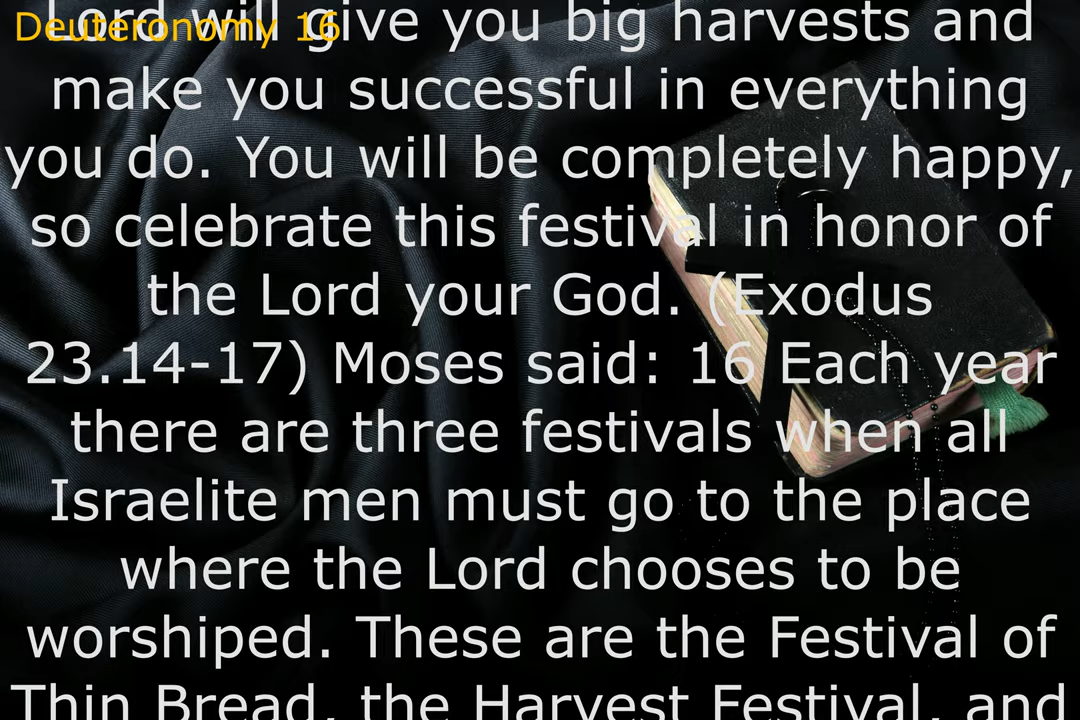 Deuteronomy 16
Lord will give you big harvests and
make you successful in everything
you do. You will be completely happy,
so celebrate this festival in honor of
the Lord your God. (Exodus
23.14-17) Moses said: 16 Each year
there are three festivals when all
Israelite men must go to the place
where the Lord chooses to be
worshiped. These are the Festival of
Thin Bread, the Harvest Festival, and